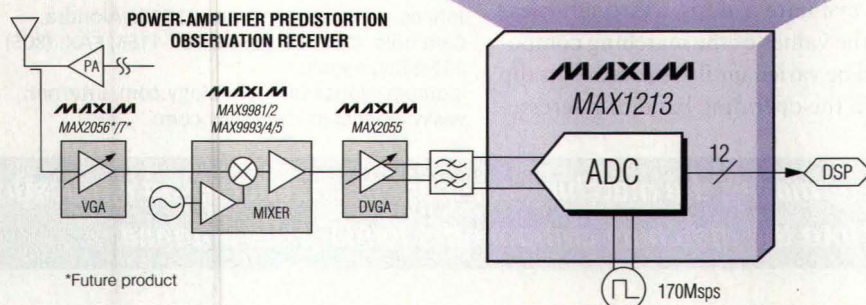 POWER-AMPLIFIER PREDISTORTION
OBSERVATION RECEIVER
PA
MAXIM
MAX2056*/7*
VGA
MAXIM
MAX9981/2
MAX9993/4/5
MIXER
MAXIM
MAX2055
DVGA
MAXIM
MAX1213
ADC
12
DSP
170Msps
*Future product